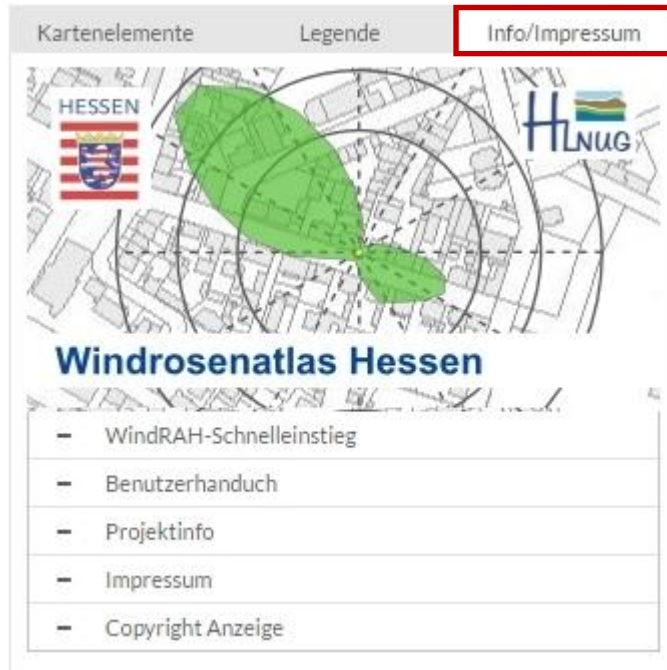 Kartenelemente Legende Info/Impressum
HESSEN
HLNUG
Windrosenatlas Hessen
– WindRAH-Schnelleinstieg
– Benutzerhanduch
– Projektinfo
– Impressum
– Copyright Anzeige